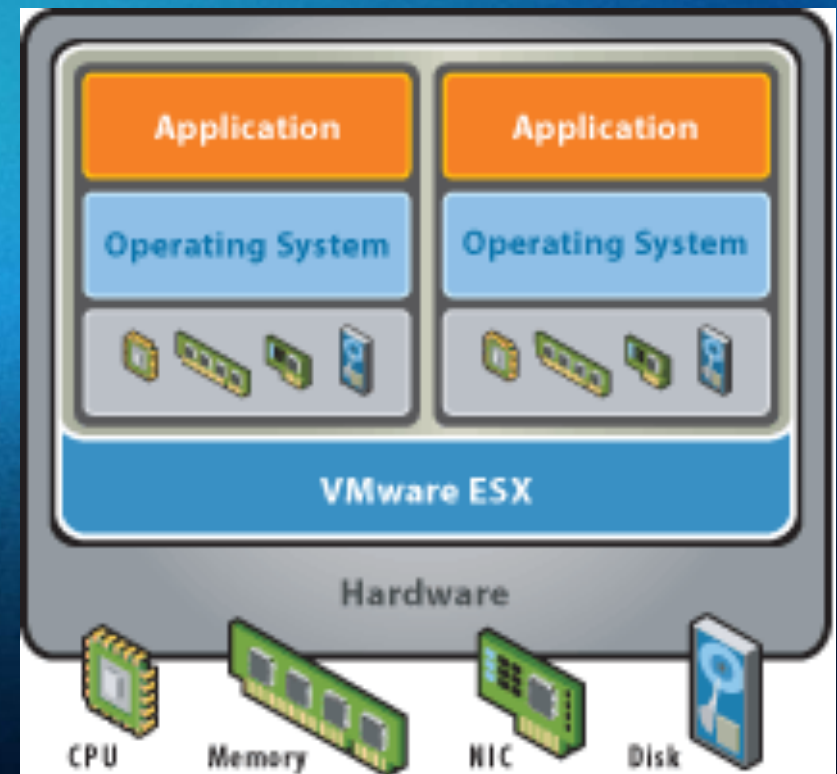 Application Application
Operating System Operating System
VMware ESX
Hardware
CPU Memory NIC Disk